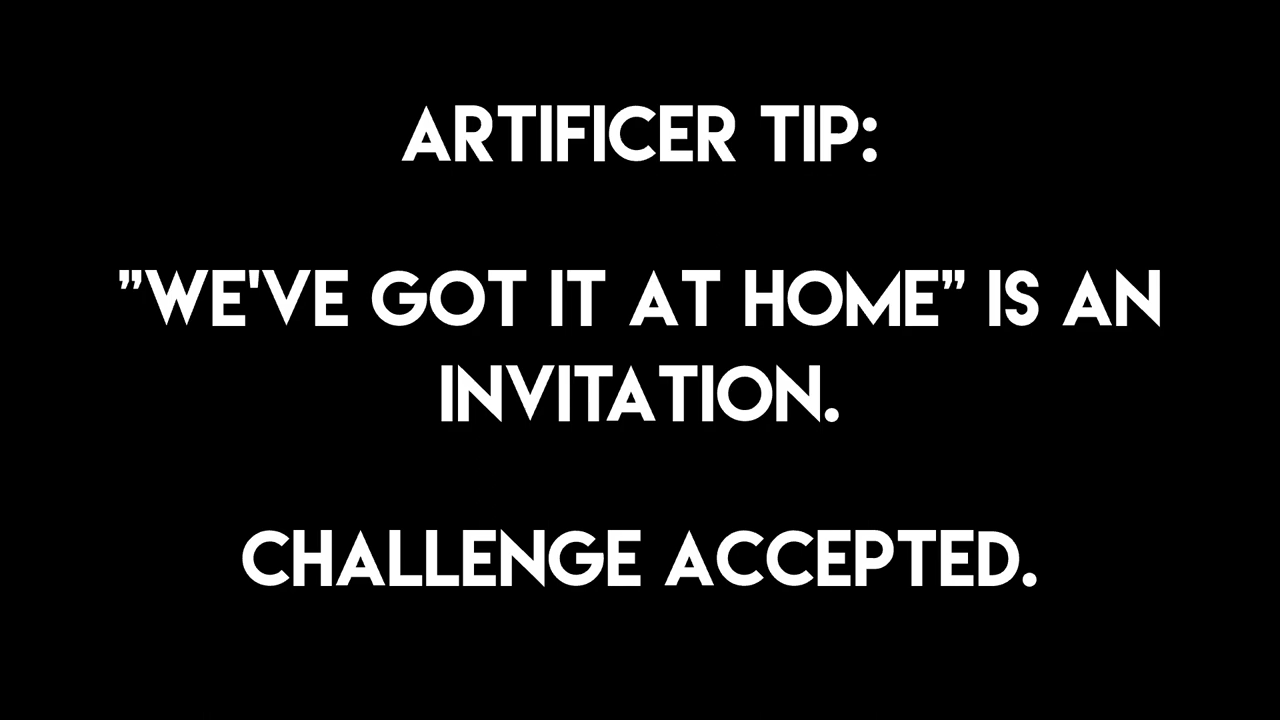 ARTIFICER TIP:
”WE'VE GOT IT AT HOME” IS AN
INVITATION.
CHALLENGE ACCEPTED.